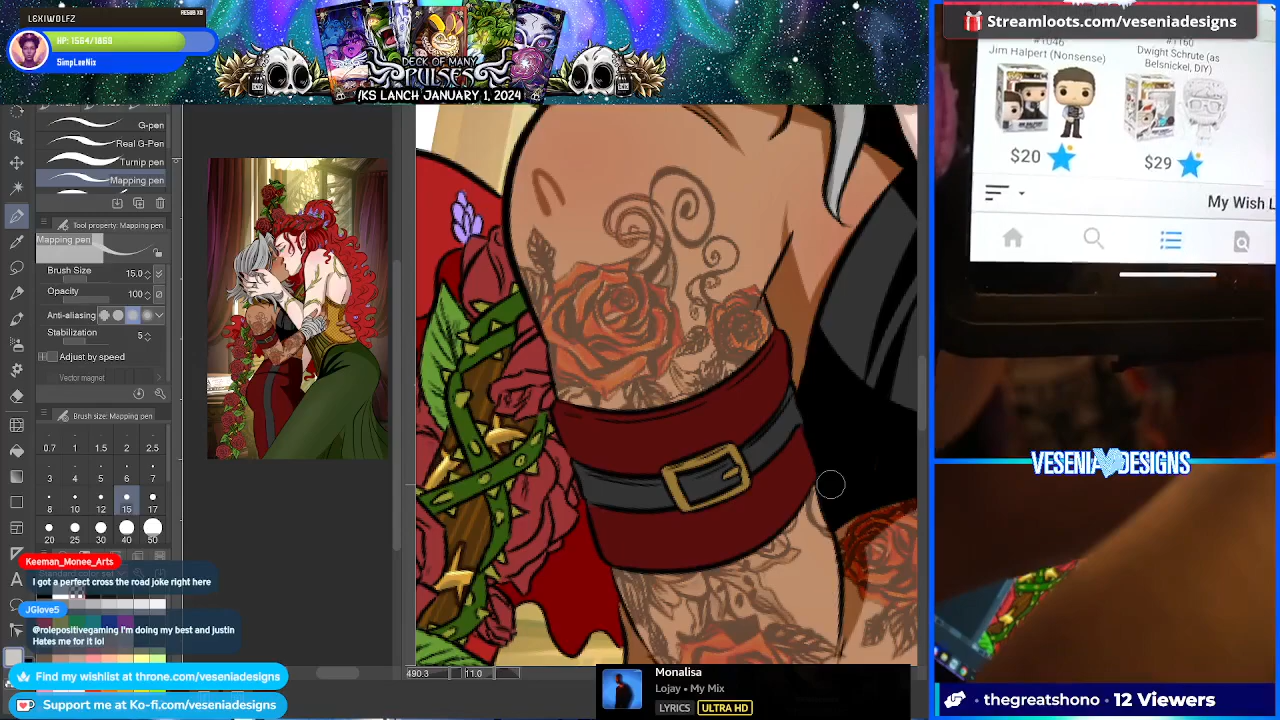 LEXIWOLFZ
HP: 1564/1869
SimpLeeNix
DECK OF MANY
PULSES
!KS LANCH JANUARY 1, 2024
Streamloots.com/veseniadesigns
Jim Halpert (Nonsense)
$20
#1160
Dwight Schrute (as
Belsnickel, DIY)
$29
My Wish L
G-pen
Real G-Pen
Turnip pen
Mapping pen
Tool property: Mapping pen
Mapping pen
Brush Size
15.0
Opacity
100
Anti-aliasing
Stabilization
5
Adjust by speed
Vector magnet
Brush size: Mapping pen
0.7 1 1.5 2 2.5
3 4 5 6 7
8 10 12 15 17
20 25 30 40 50
Keeman_Monee_Arts
I got a perfect cross the road joke right here
JGlove5
@rolepositivegaming I'm doing my best and justin
Hates me for it lol
Find my wishlist at throne.com/veseniadesigns
Support me at Ko-fi.com/veseniadesigns
490.3
11.0
Monalisa
Lojay • My Mix
LYRICS
ULTRA HD
VESENIA DESIGNS
thegreatshono • 12 Viewers